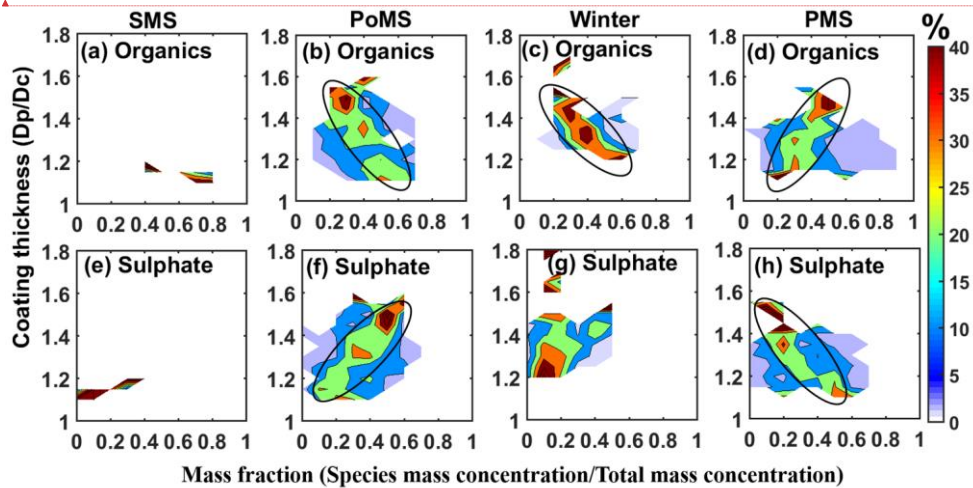 SMS PoMS Winter PMS %
(a) Organics (b) Organics (c) Organics (d) Organics
1.8 1.8 1.8 1.8 40
1.6 1.6 1.6 1.6 35
1.4 1.4 1.4 1.4 30
1.2 1.2 1.2 1.2 25
1 1 1 1
0 0.2 0.4 0.6 0.8 1 0 0.2 0.4 0.6 0.8 1 0 0.2 0.4 0.6 0.8 1 0 0.2 0.4 0.6 0.8 1 20
Coating thickness (Dp/Dc)
(e) Sulphate (f) Sulphate (g) Sulphate (h) Sulphate
1.8 1.8 1.8 1.8 15
1.6 1.6 1.6 1.6 10
1.4 1.4 1.4 1.4 5
1.2 1.2 1.2 1.2 0
1 1 1 1
0 0.2 0.4 0.6 0.8 1 0 0.2 0.4 0.6 0.8 1 0 0.2 0.4 0.6 0.8 1 0 0.2 0.4 0.6 0.8 1
Mass fraction (Species mass concentration/Total mass concentration)